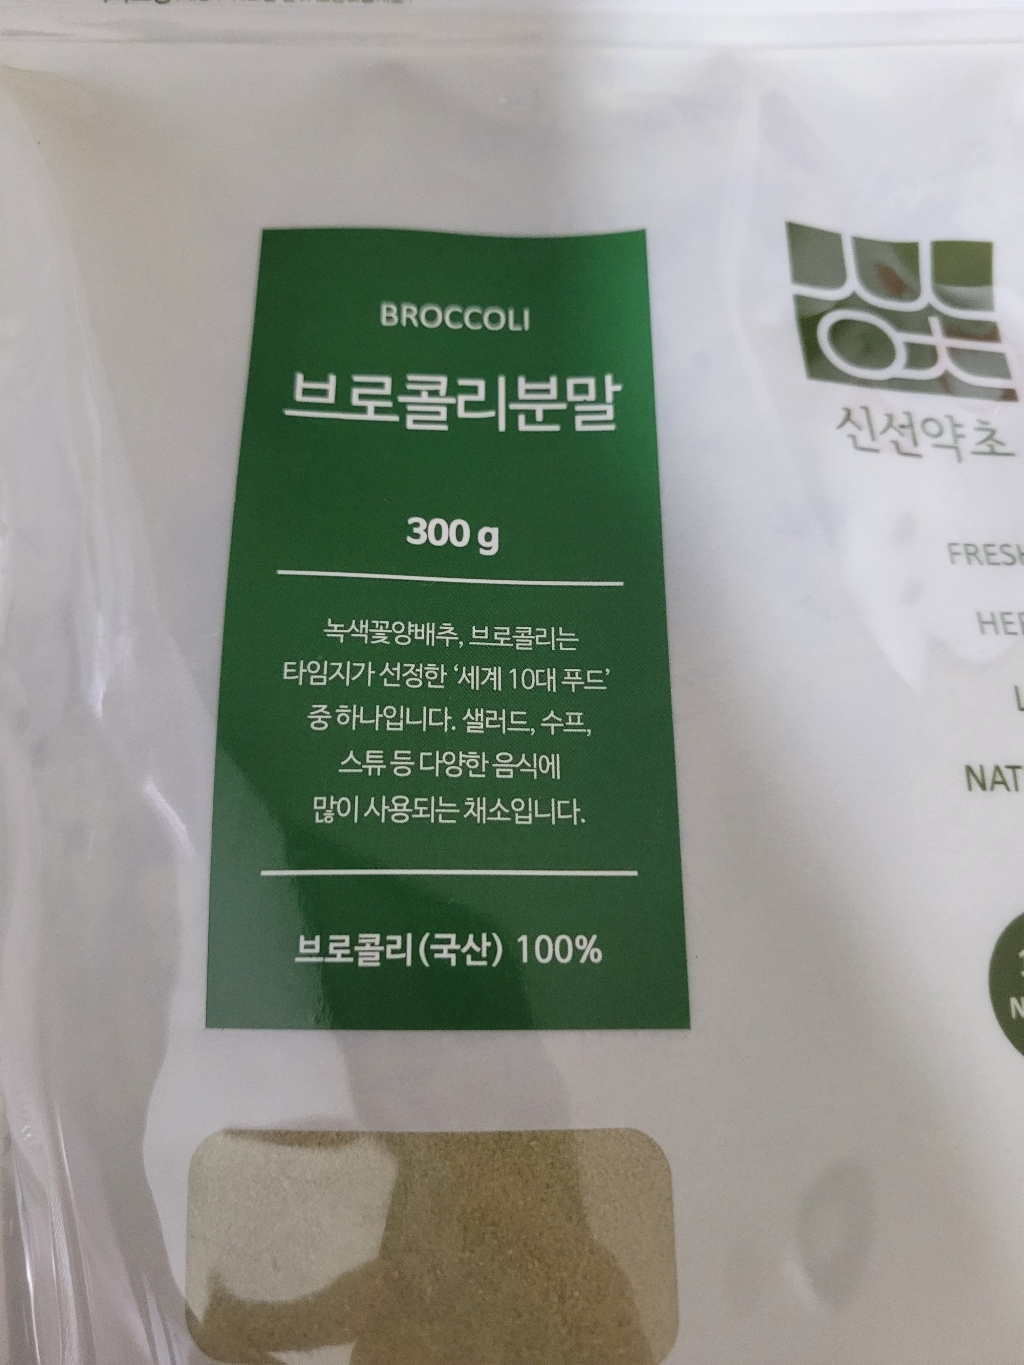 BROCCOLI
브로콜리분말
300 g
녹색꽃양배추, 브로콜리는
타임지가 선정한 ‘세계 10대 푸드’
중 하나입니다. 샐러드, 수프,
스튜 등 다양한 음식에
많이 사용되는 채소입니다.
브로콜리(국산) 100%
신선약초
FRESH
HER
L
NAT